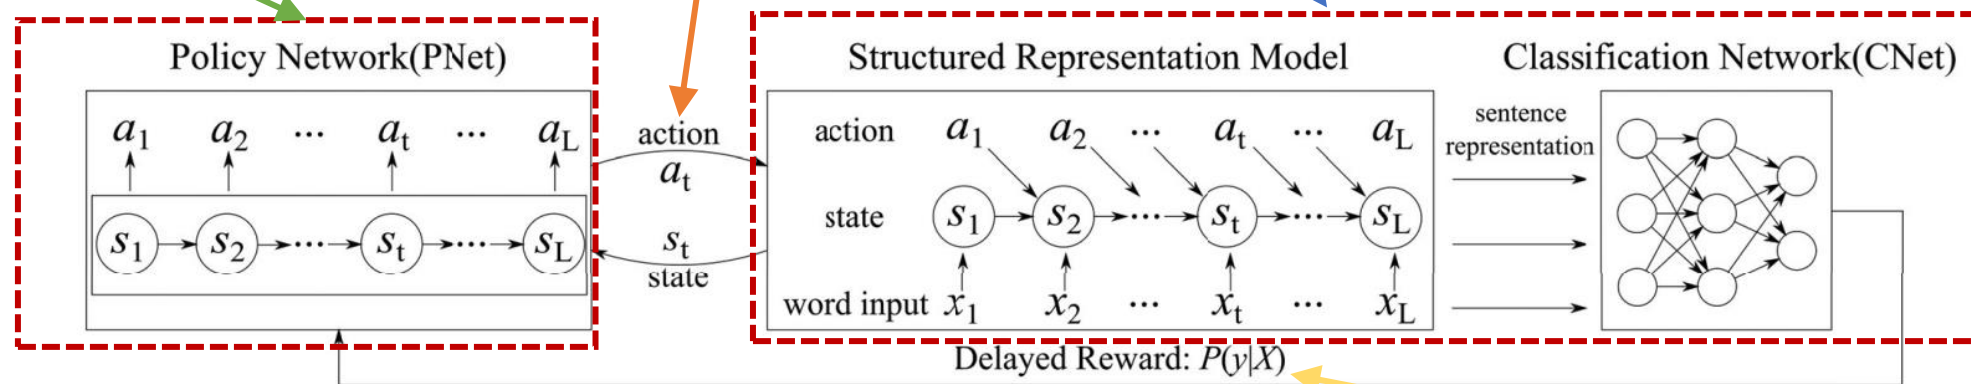 Policy Network(PNet)
a1 a2 ... at ... aL
s1 s2 ... st ... sL
action
at
st
state
Structured Representation Model
action a1 a2 ... at ... aL
state s1 s2 ... st ... sL
word input x1 x2 ... xt ... xL
Classification Network(CNet)
sentence
representation
Delayed Reward: P(y|X)